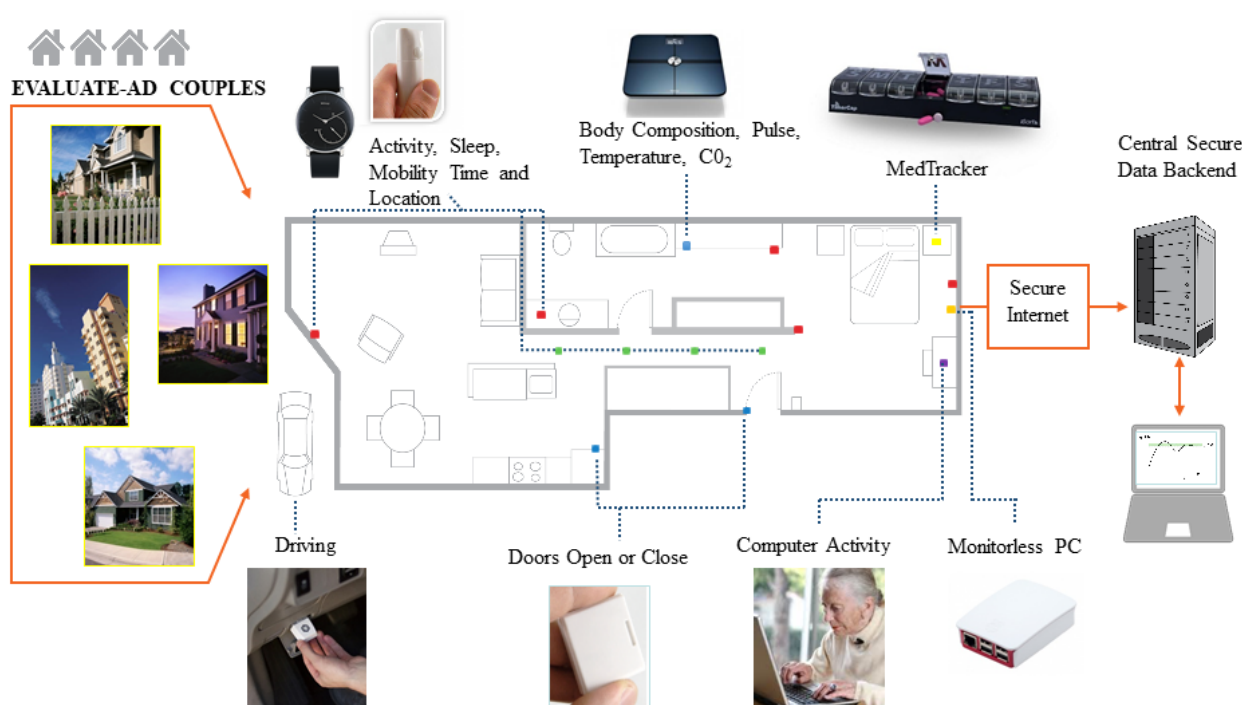 EVALUATE-AD COUPLES
Activity, Sleep,
Mobility Time and
Location
Body Composition, Pulse,
Temperature, C0₂
MedTracker
Central Secure
Data Backend
Secure
Internet
Driving
Doors Open or Close
Computer Activity
Monitorless PC